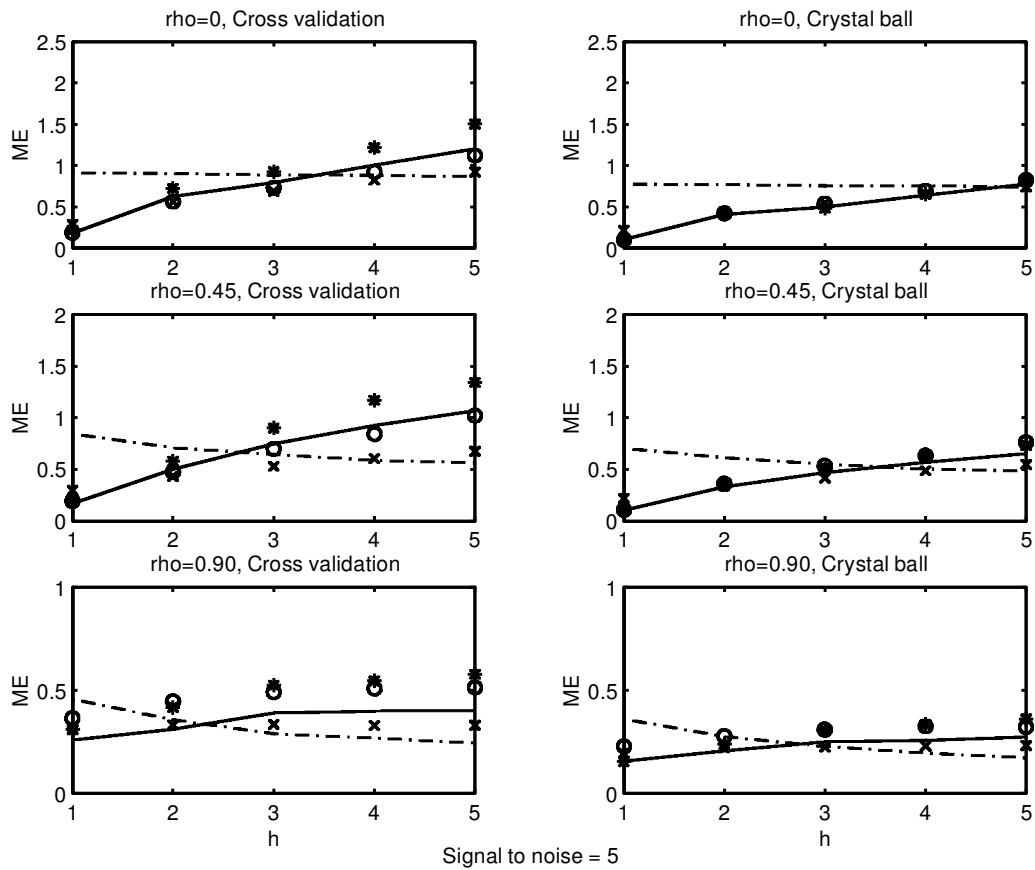 rho=0, Cross validation
ME
2.5
2
1.5
1
0.5
0
1 2 3 4 5
rho=0, Crystal ball
ME
2.5
2
1.5
1
0.5
0
1 2 3 4 5
rho=0.45, Cross validation
ME
2
1.5
1
0.5
0
1 2 3 4 5
rho=0.45, Crystal ball
ME
2
1.5
1
0.5
0
1 2 3 4 5
rho=0.90, Cross validation
ME
1
0.5
0
1 2 3 4 5
h
rho=0.90, Crystal ball
ME
1
0.5
0
1 2 3 4 5
h
Signal to noise = 5